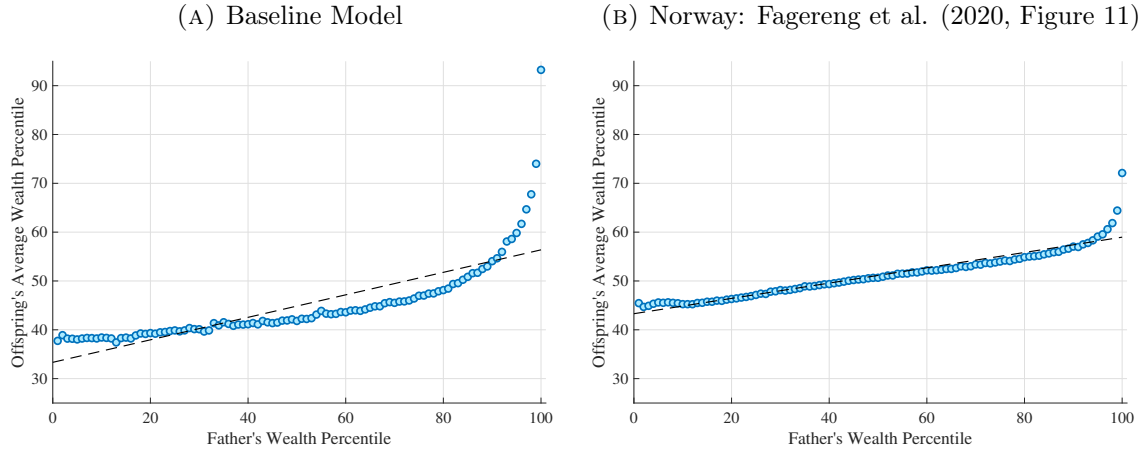 (A) Baseline Model
90
80
70
60
50
40
30
0 20 40 60 80 100
Offspring's Average Wealth Percentile
Father's Wealth Percentile
(B) Norway: Fagereng et al. (2020, Figure 11)
90
80
70
60
50
40
30
0 20 40 60 80 100
Offspring's Average Wealth Percentile
Father's Wealth Percentile